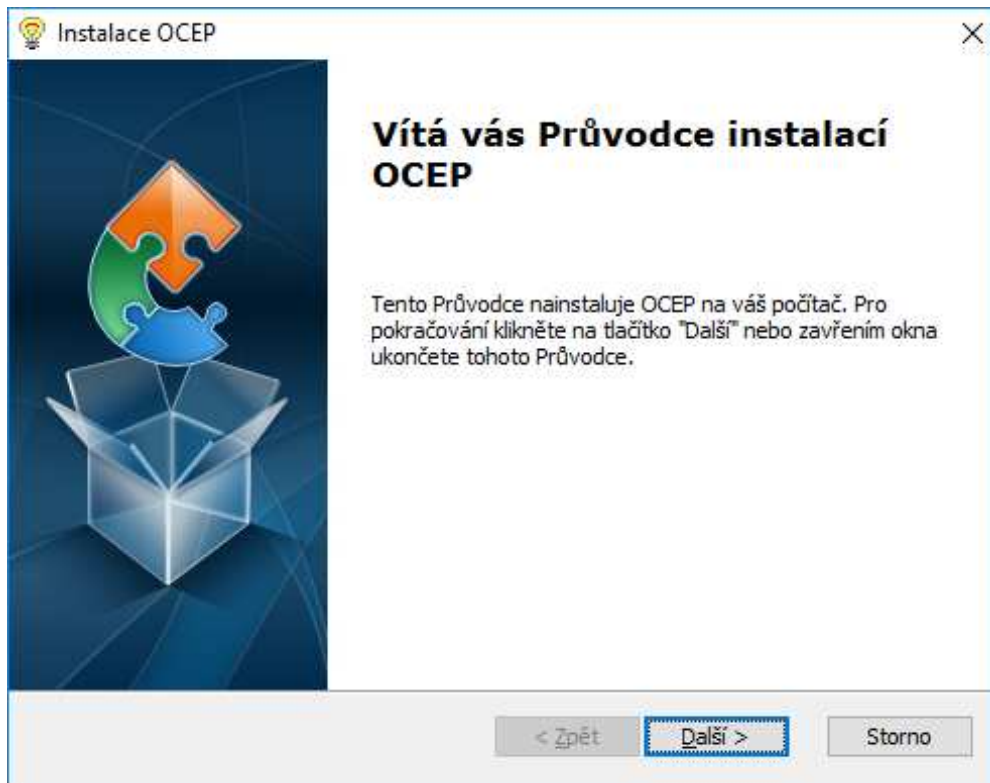 Instalace OCEP
Vítá vás Průvodce instalací
OCEP
Tento Průvodce nainstaluje OCEP na váš počítač. Pro
pokračování klikněte na tlačítko "Další" nebo zavřením okna
ukončete tohoto Průvodce.
< Zpět
Další >
Storno